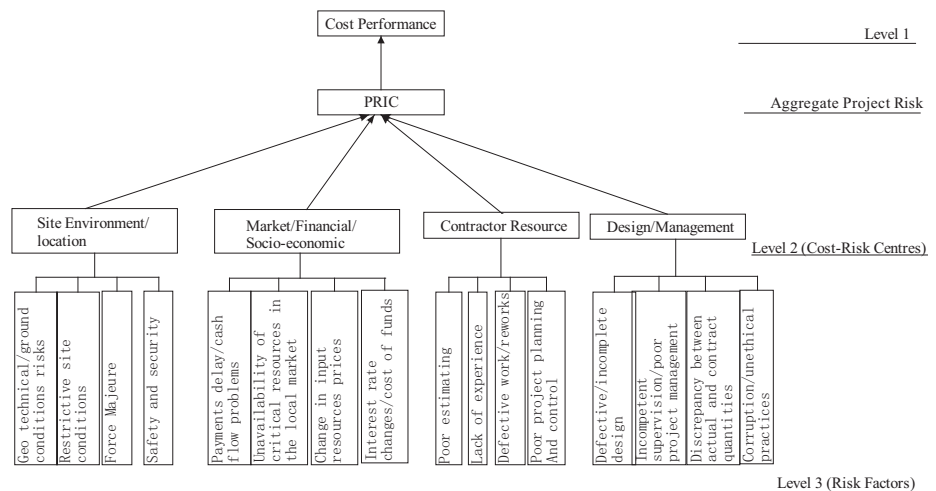 Cost Performance
Level 1
PRIC
Aggregate Project Risk
Site Environment/
location
Market/Financial/
Socio-economic
Contractor Resource
Design/Management
Level 2 (Cost-Risk Centres)
Geo technical/ground
conditions risks
Restrictive site
conditions
Force Majeure
Safety and security
Payments delay/cash
flow problems
Unavailability of
critical resources in
the local market
Change in input
resources prices
Interest rate
changes/cost of funds
Poor estimating
Lack of experience
Defective work/reworks
Poor project planning
And control
Defective/incomplete
design
Incompetent
supervision/poor
project management
Discrepancy between
actual and contract
quantities
Corruption/unethical
practices
Level 3 (Risk Factors)